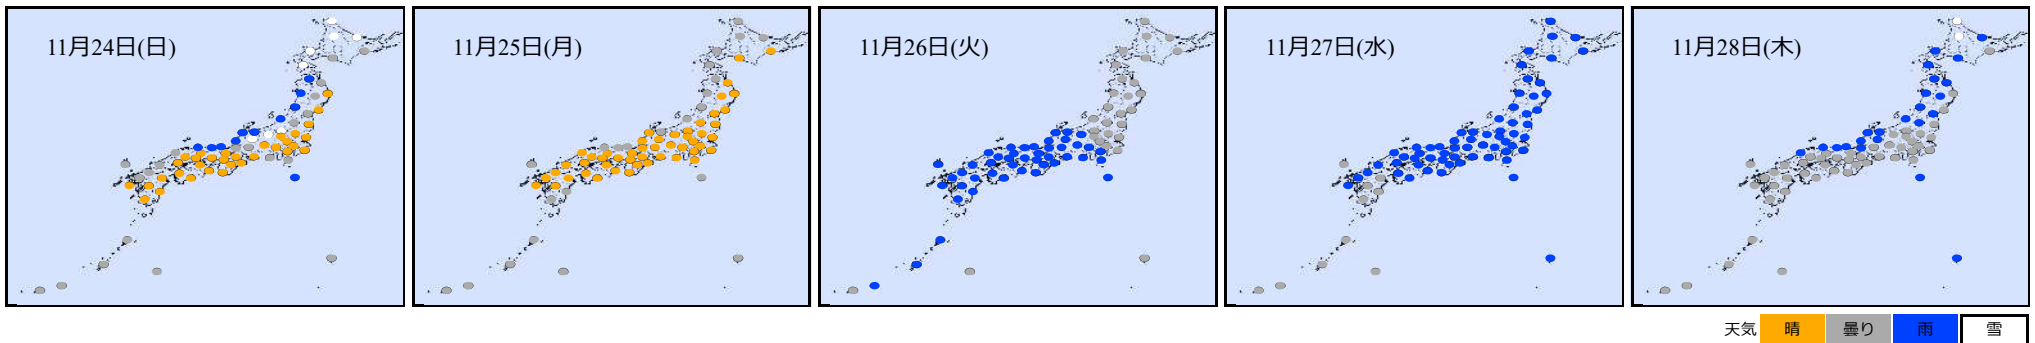 11月24日(日)
11月25日(月)
11月26日(火)
11月27日(水)
11月28日(木)
天気 晴 曇り 雨 雪